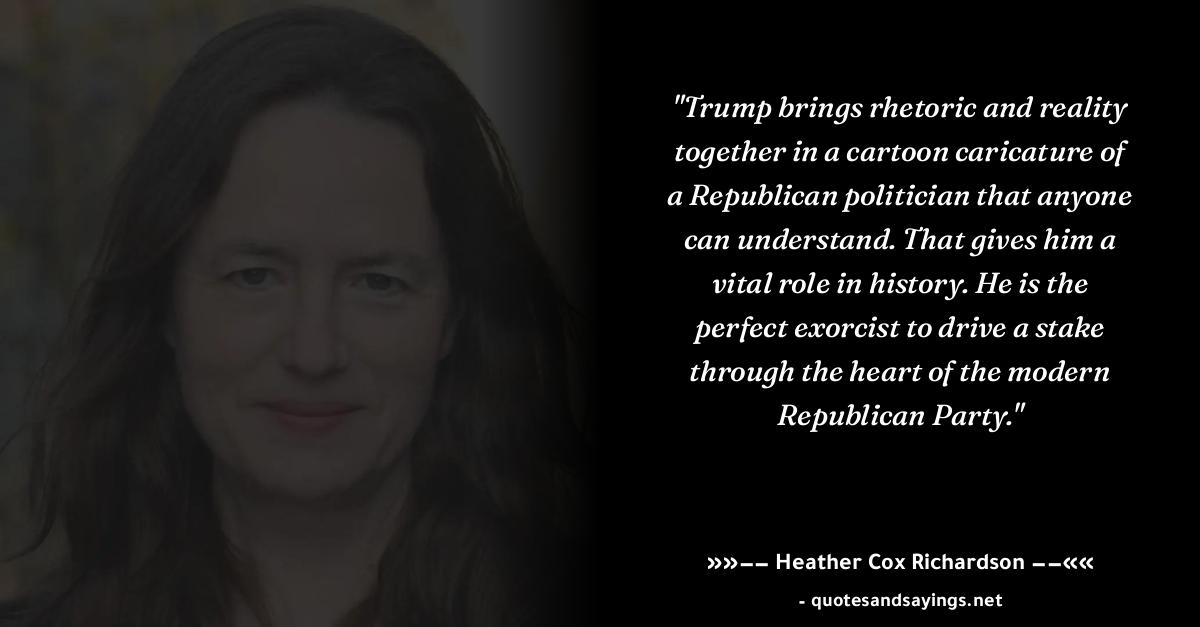 "Trump brings rhetoric and reality
together in a cartoon caricature of
a Republican politician that anyone
can understand. That gives him a
vital role in history. He is the
perfect exorcist to drive a stake
through the heart of the modern
Republican Party."
»»−− Heather Cox Richardson −−««
- quotesandsayings.net